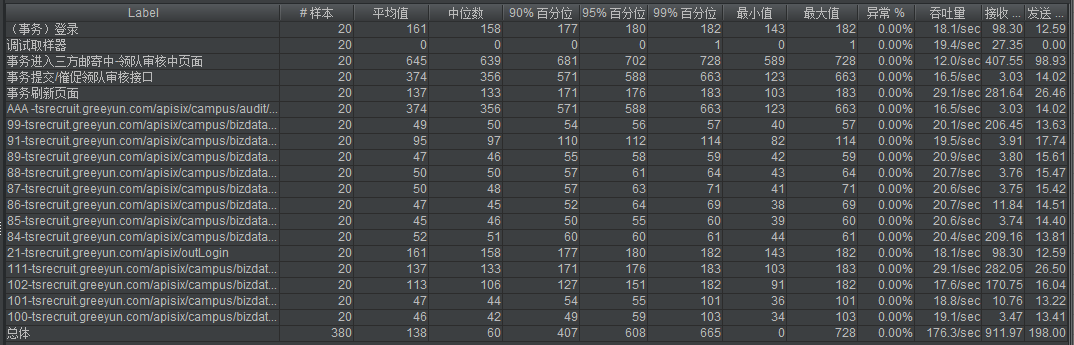 Label # 样本 平均值 中位数 90% 百分位 95% 百分位 99% 百分位 最小值 最大值 异常 % 吞吐量 接收 ... 发送 ...
（事务）登录 20 161 158 177 180 182 143 182 0.00% 18.1/sec 98.30 12.59
调试取样器 20 0 0 0 0 1 0 1 0.00% 19.4/sec 27.35 0.00
事务进入三方邮寄中-领队审核中页面 20 645 639 681 702 728 589 728 0.00% 12.0/sec 407.55 98.93
事务提交/催促领队审核接口 20 374 356 571 588 663 123 663 0.00% 16.5/sec 3.03 14.02
事务刷新页面 20 137 133 171 176 183 103 183 0.00% 29.1/sec 281.64 26.46
AAA -tsrecruit.greeyun.com/apisix/campus/audit/... 20 374 356 571 588 663 123 663 0.00% 16.5/sec 3.03 14.02
99-tsrecruit.greeyun.com/apisix/campus/bizdata... 20 49 50 54 56 57 40 57 0.00% 20.1/sec 206.45 13.63
91-tsrecruit.greeyun.com/apisix/campus/bizdata... 20 95 97 110 112 114 82 114 0.00% 19.5/sec 3.91 17.74
89-tsrecruit.greeyun.com/apisix/campus/bizdata... 20 47 46 55 58 59 42 59 0.00% 20.9/sec 3.80 15.61
88-tsrecruit.greeyun.com/apisix/campus/bizdata... 20 50 50 57 61 64 43 64 0.00% 20.7/sec 3.76 15.47
87-tsrecruit.greeyun.com/apisix/campus/bizdata... 20 50 48 57 63 71 41 71 0.00% 20.6/sec 3.75 15.42
86-tsrecruit.greeyun.com/apisix/campus/bizdata... 20 47 45 52 64 69 38 69 0.00% 20.7/sec 11.84 14.51
85-tsrecruit.greeyun.com/apisix/campus/bizdata... 20 45 46 50 55 60 39 60 0.00% 20.6/sec 3.74 14.40
84-tsrecruit.greeyun.com/apisix/campus/bizdata... 20 52 51 60 60 61 44 61 0.00% 20.4/sec 209.16 13.81
21-tsrecruit.greeyun.com/apisix/outLogin 20 161 158 177 180 182 143 182 0.00% 18.1/sec 98.30 12.59
111-tsrecruit.greeyun.com/apisix/campus/bizdat... 20 137 133 171 176 183 103 183 0.00% 29.1/sec 282.05 26.50
102-tsrecruit.greeyun.com/apisix/campus/bizdat... 20 113 106 127 151 182 91 182 0.00% 17.6/sec 170.75 16.04
101-tsrecruit.greeyun.com/apisix/campus/bizdat... 20 47 44 54 55 101 36 101 0.00% 18.8/sec 10.76 13.22
100-tsrecruit.greeyun.com/apisix/campus/bizdat... 20 46 42 49 59 103 34 103 0.00% 19.1/sec 3.47 13.41
总体 380 138 60 407 608 665 0 728 0.00% 176.3/sec 911.97 198.00